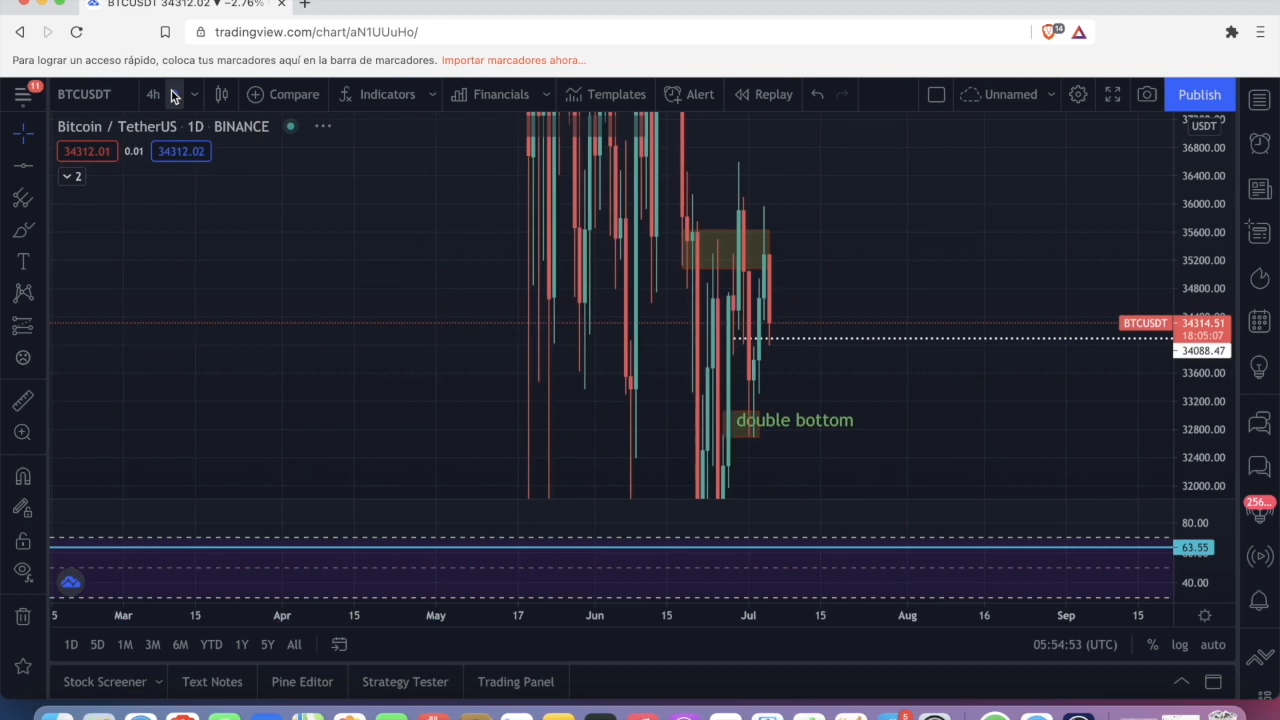 BTCUSDT 34312.02 ▼ −2.76%
tradingview.com/chart/aN1UUuHo/
14
Para lograr un acceso rápido, coloca tus marcadores aquí en la barra de marcadores. Importar marcadores ahora...
11
BTCUSDT 4h Compare Indicators Financials Templates Alert Replay Unnamed Publish
Bitcoin / TetherUS · 1D · BINANCE
USDT
34312.01 0.01 34312.02
2
36800.00
36400.00
36000.00
35600.00
35200.00
34800.00
BTCUSDT 34314.51
18:05:07
34088.47
33600.00
33200.00
double bottom
32800.00
32400.00
32000.00
80.00
63.55
40.00
256...
5 Mar 15 Apr 15 May 17 Jun 15 Jul 15 Aug 16 Sep 15
1D 5D 1M 3M 6M YTD 1Y 5Y All 05:54:53 (UTC) % log auto
Stock Screener Text Notes Pine Editor Strategy Tester Trading Panel
5